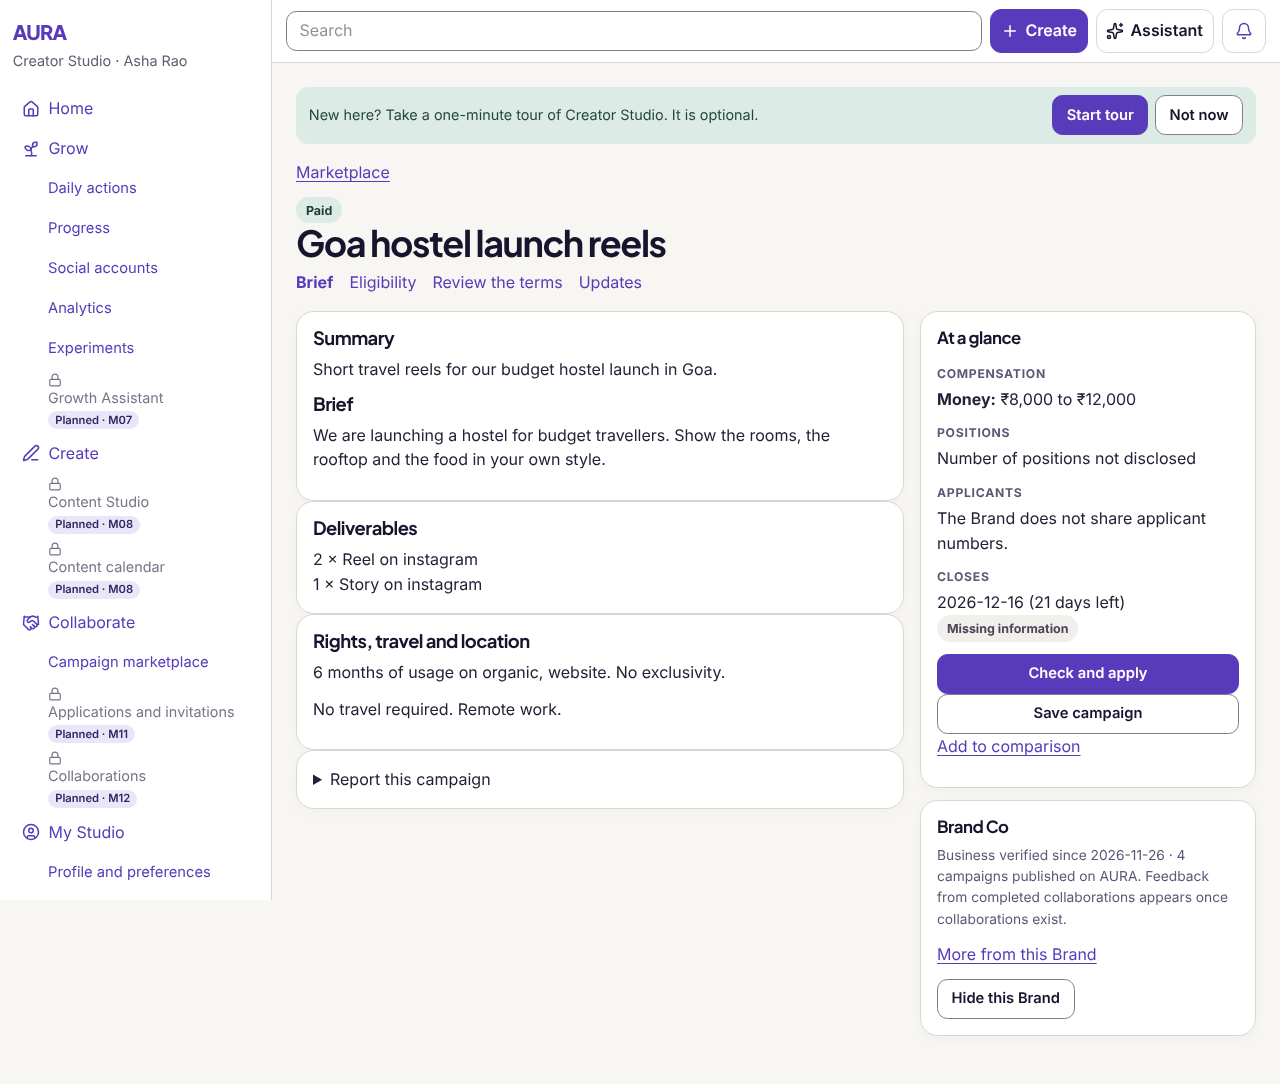 AURA
Creator Studio · Asha Rao
Home
Grow
Daily actions
Progress
Social accounts
Analytics
Experiments
Growth Assistant
Planned · M07
Create
Content Studio
Planned · M08
Content calendar
Planned · M08
Collaborate
Campaign marketplace
Applications and invitations
Planned · M11
Collaborations
Planned · M12
My Studio
Profile and preferences
Search
Create
Assistant
New here? Take a one-minute tour of Creator Studio. It is optional.
Start tour
Not now
Marketplace
Paid
Goa hostel launch reels
Brief Eligibility Review the terms Updates
Summary
Short travel reels for our budget hostel launch in Goa.
Brief
We are launching a hostel for budget travellers. Show the rooms, the
rooftop and the food in your own style.
Deliverables
2 × Reel on instagram
1 × Story on instagram
Rights, travel and location
6 months of usage on organic, website. No exclusivity.
No travel required. Remote work.
Report this campaign
At a glance
COMPENSATION
Money: ₹8,000 to ₹12,000
POSITIONS
Number of positions not disclosed
APPLICANTS
The Brand does not share applicant
numbers.
CLOSES
2026-12-16 (21 days left)
Missing information
Check and apply
Save campaign
Add to comparison
Brand Co
Business verified since 2026-11-26 · 4
campaigns published on AURA. Feedback
from completed collaborations appears once
collaborations exist.
More from this Brand
Hide this Brand